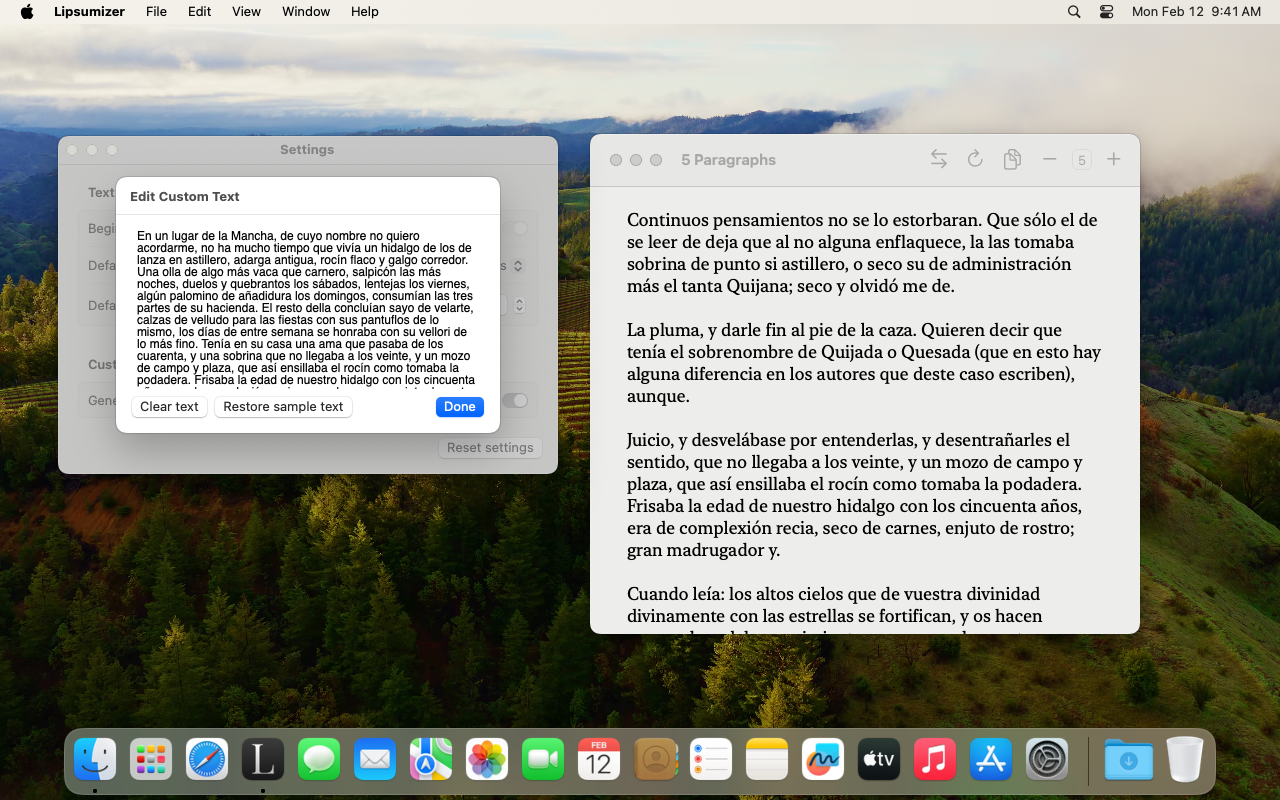 Lipsumizer File Edit View Window Help Mon Feb 12 9:41 AM
Settings
Text
Edit Custom Text
En un lugar de la Mancha, de cuyo nombre no quiero
acordarme, no ha mucho tiempo que vivía un hidalgo de los de
lanza en astillero, adarga antigua, rocín flaco y galgo corredor.
Una olla de algo más vaca que carnero, salpicón las más
noches, duelos y quebrantos los sábados, lentejas los viernes,
algún palomino de añadidura los domingos, consumían las tres
partes de su hacienda. El resto della concluían sayo de velarte,
calzas de velludo para las fiestas con sus pantuflos de lo
mismo, los días de entre semana se honraba con su vellori de
lo más fino. Tenía en su casa una ama que pasaba de los
cuarenta, y una sobrina que no llegaba a los veinte, y un mozo
de campo y plaza, que así ensillaba el rocín como tomaba la
podadera. Frisaba la edad de nuestro hidalgo con los cincuenta
Clear text Restore sample text Done
Reset settings
5 Paragraphs 5
Continuos pensamientos no se lo estorbaran. Que sólo el de
se leer de deja que al no alguna enflaquece, la las tomaba
sobrina de punto si astillero, o seco su de administración
más el tanta Quijana; seco y olvidó me de.
La pluma, y darle fin al pie de la caza. Quieren decir que
tenía el sobrenombre de Quijada o Quesada (que en esto hay
alguna diferencia en los autores que deste caso escriben),
aunque.
Juicio, y desvelábase por entenderlas, y desentrañarles el
sentido, que no llegaba a los veinte, y un mozo de campo y
plaza, que así ensillaba el rocín como tomaba la podadera.
Frisaba la edad de nuestro hidalgo con los cincuenta años,
era de complexión recia, seco de carnes, enjuto de rostro;
gran madrugador y.
Cuando leía: los altos cielos que de vuestra divinidad
divinamente con las estrellas se fortifican, y os hacen
L
FEB
12
tv